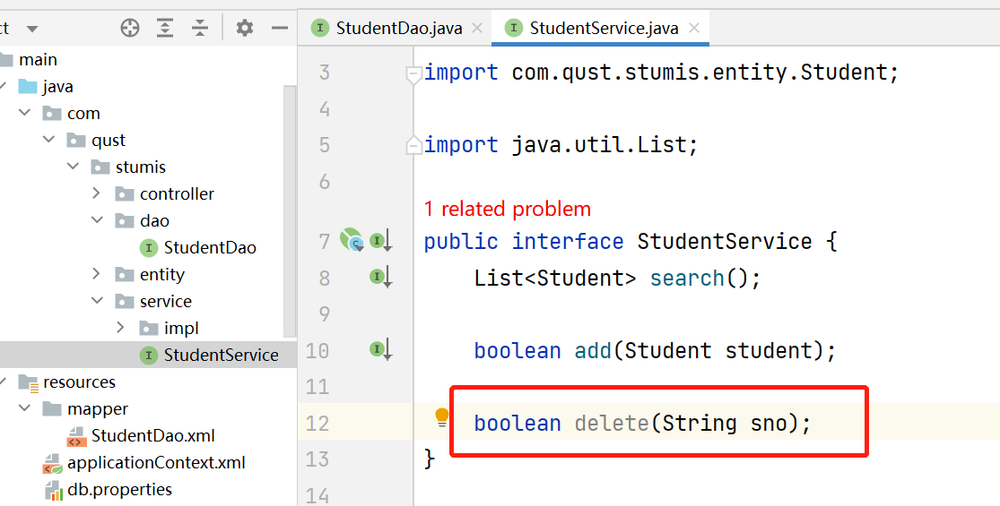 ct
StudentDao.java
StudentService.java
main
java
com
qust
stumis
controller
dao
StudentDao
entity
service
impl
StudentService
resources
mapper
StudentDao.xml
applicationContext.xml
db.properties
3 import com.qust.stumis.entity.Student;
4
5 import java.util.List;
6
1 related problem
7 public interface StudentService {
8 List<Student> search();
9
10 boolean add(Student student);
11
12 boolean delete(String sno);
13 }
14